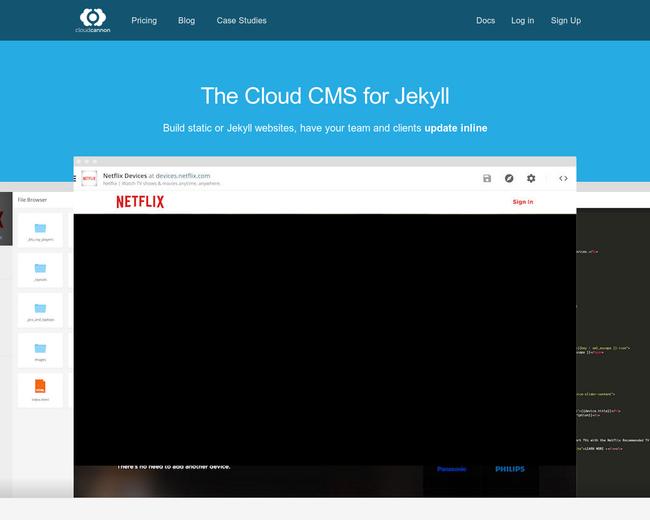 cloudcannon
Pricing
Blog
Case Studies
Docs
Log in
Sign Up
The Cloud CMS for Jekyll
Build static or Jekyll websites, have your team and clients update inline
NETFLIX
Netflix Devices at devices.netflix.com
Netflix | Watch TV shows & movies anytime, anywhere.
File Browser
NETFLIX
Sign In
_layouts
images
index.html
There's no need to add another device.
Panasonic
PHILIPS